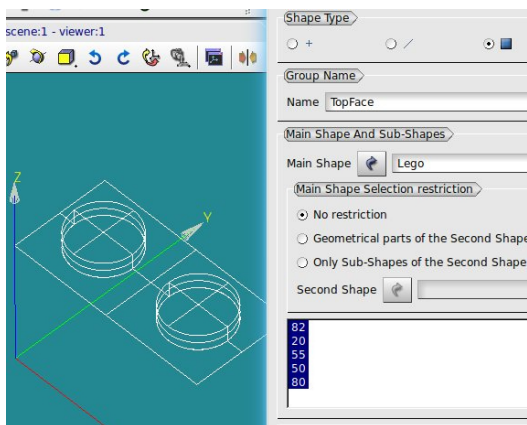 scene:1 - viewer:1
Z
Y
Shape Type
Group Name
Name TopFace
Main Shape And Sub-Shapes
Main Shape Lego
Main Shape Selection restriction
No restriction
Geometrical parts of the Second Shape
Only Sub-Shapes of the Second Shape
Second Shape
82
20
55
50
80